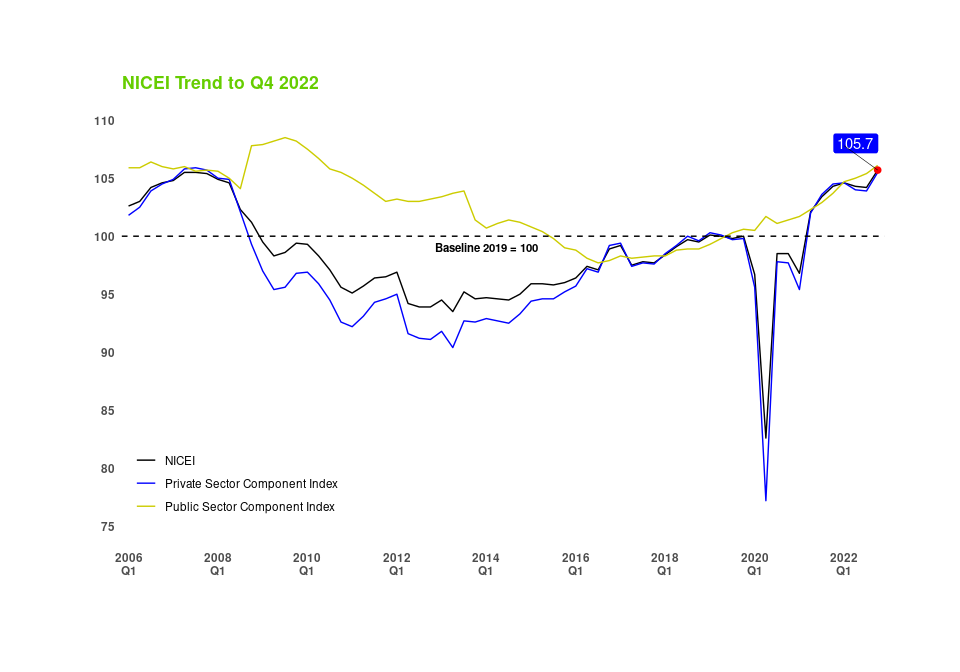 NICEI Trend to Q4 2022
110
105.7
105
100
Baseline 2019 = 100
95
90
85
80
NICEI
Private Sector Component Index
Public Sector Component Index
75
2006 2008 2010 2012 2014 2016 2018 2020 2022
Q1 Q1 Q1 Q1 Q1 Q1 Q1 Q1 Q1